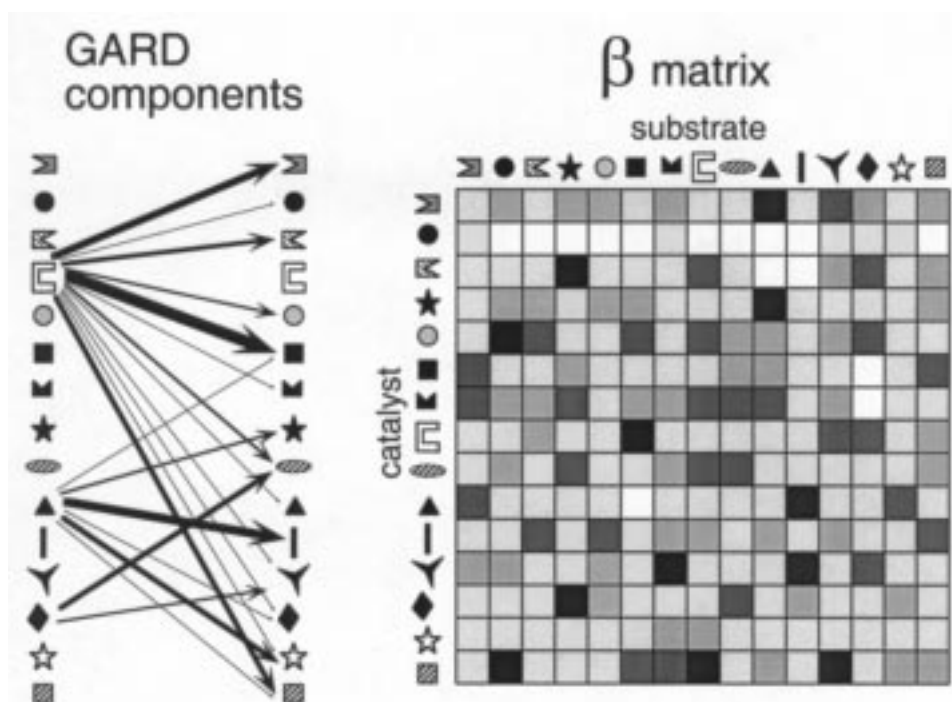 GARD
components
β matrix
substrate
catalyst